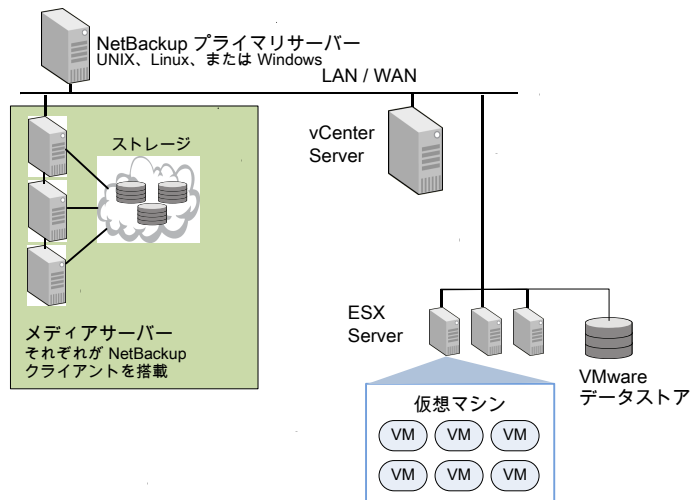 NetBackup プライマリサーバー
UNIX、Linux、または Windows
LAN / WAN
ストレージ
vCenter
Server
メディアサーバー
それぞれが NetBackup
クライアントを搭載
ESX
Server
VMware
データストア
仮想マシン
VM VM VM
VM VM VM